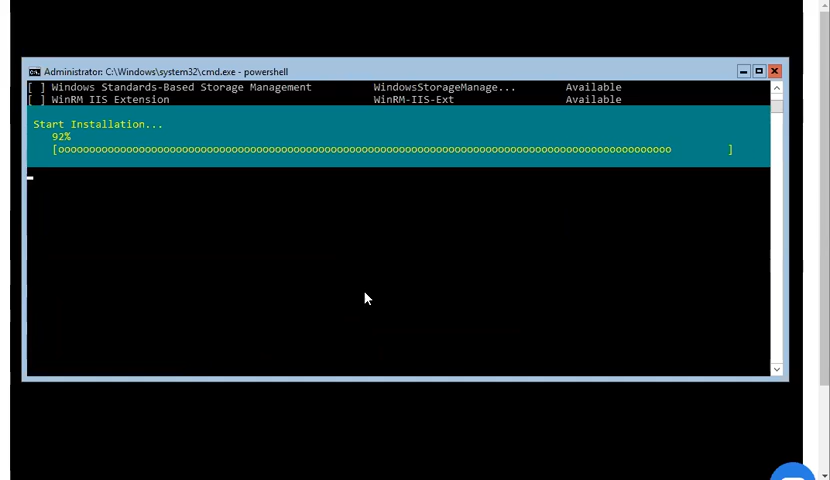 Administrator: C:\Windows\system32\cmd.exe - powershell
[ ] Windows Standards-Based Storage Management WindowsStorageManage... Available
[ ] WinRM IIS Extension WinRM-IIS-Ext Available
Start Installation...
92%
[oooooooooooooooooooooooooooooooooooooooooooooooooooooooooooooooooooooooooooooooooooooooooooooooooo ]